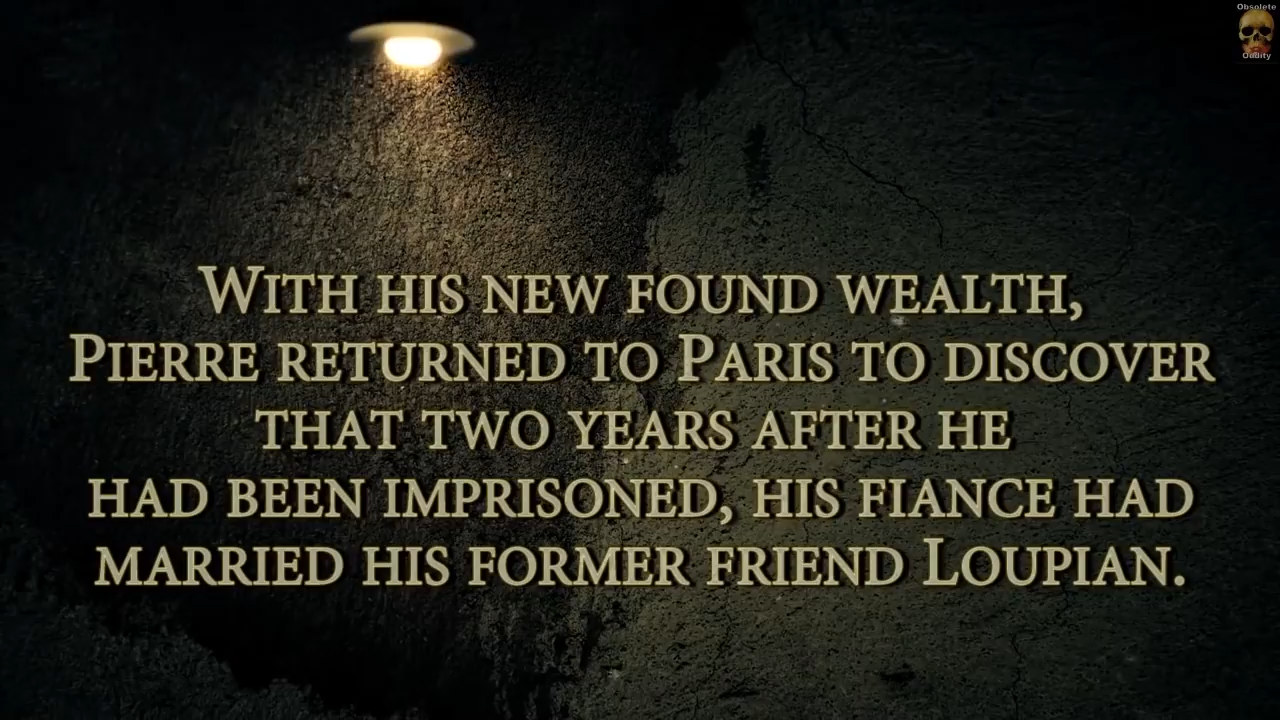 Obsolete
Oddity
With his new found wealth,
Pierre returned to Paris to discover
that two years after he
had been imprisoned, his fiance had
married his former friend Loupian.